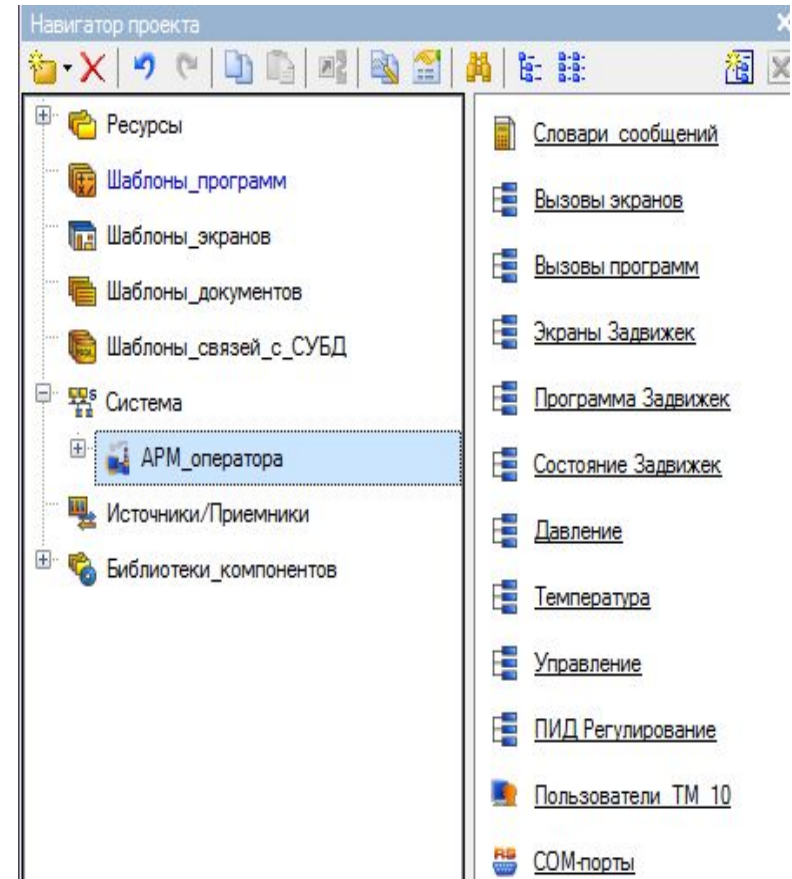 Навигатор проекта
Ресурсы
Шаблоны_программ
Шаблоны_экранов
Шаблоны_документов
Шаблоны_связей_с_СУБД
Система
АРМ_оператора
Источники/Приемники
Библиотеки_компонентов
Словари_сообщений
Вызовы экранов
Вызовы программ
Экраны Задвижек
Программа Задвижек
Состояние Задвижек
Давление
Температура
Управление
ПИД Регулирование
Пользователи_ТМ_10
COM-порты